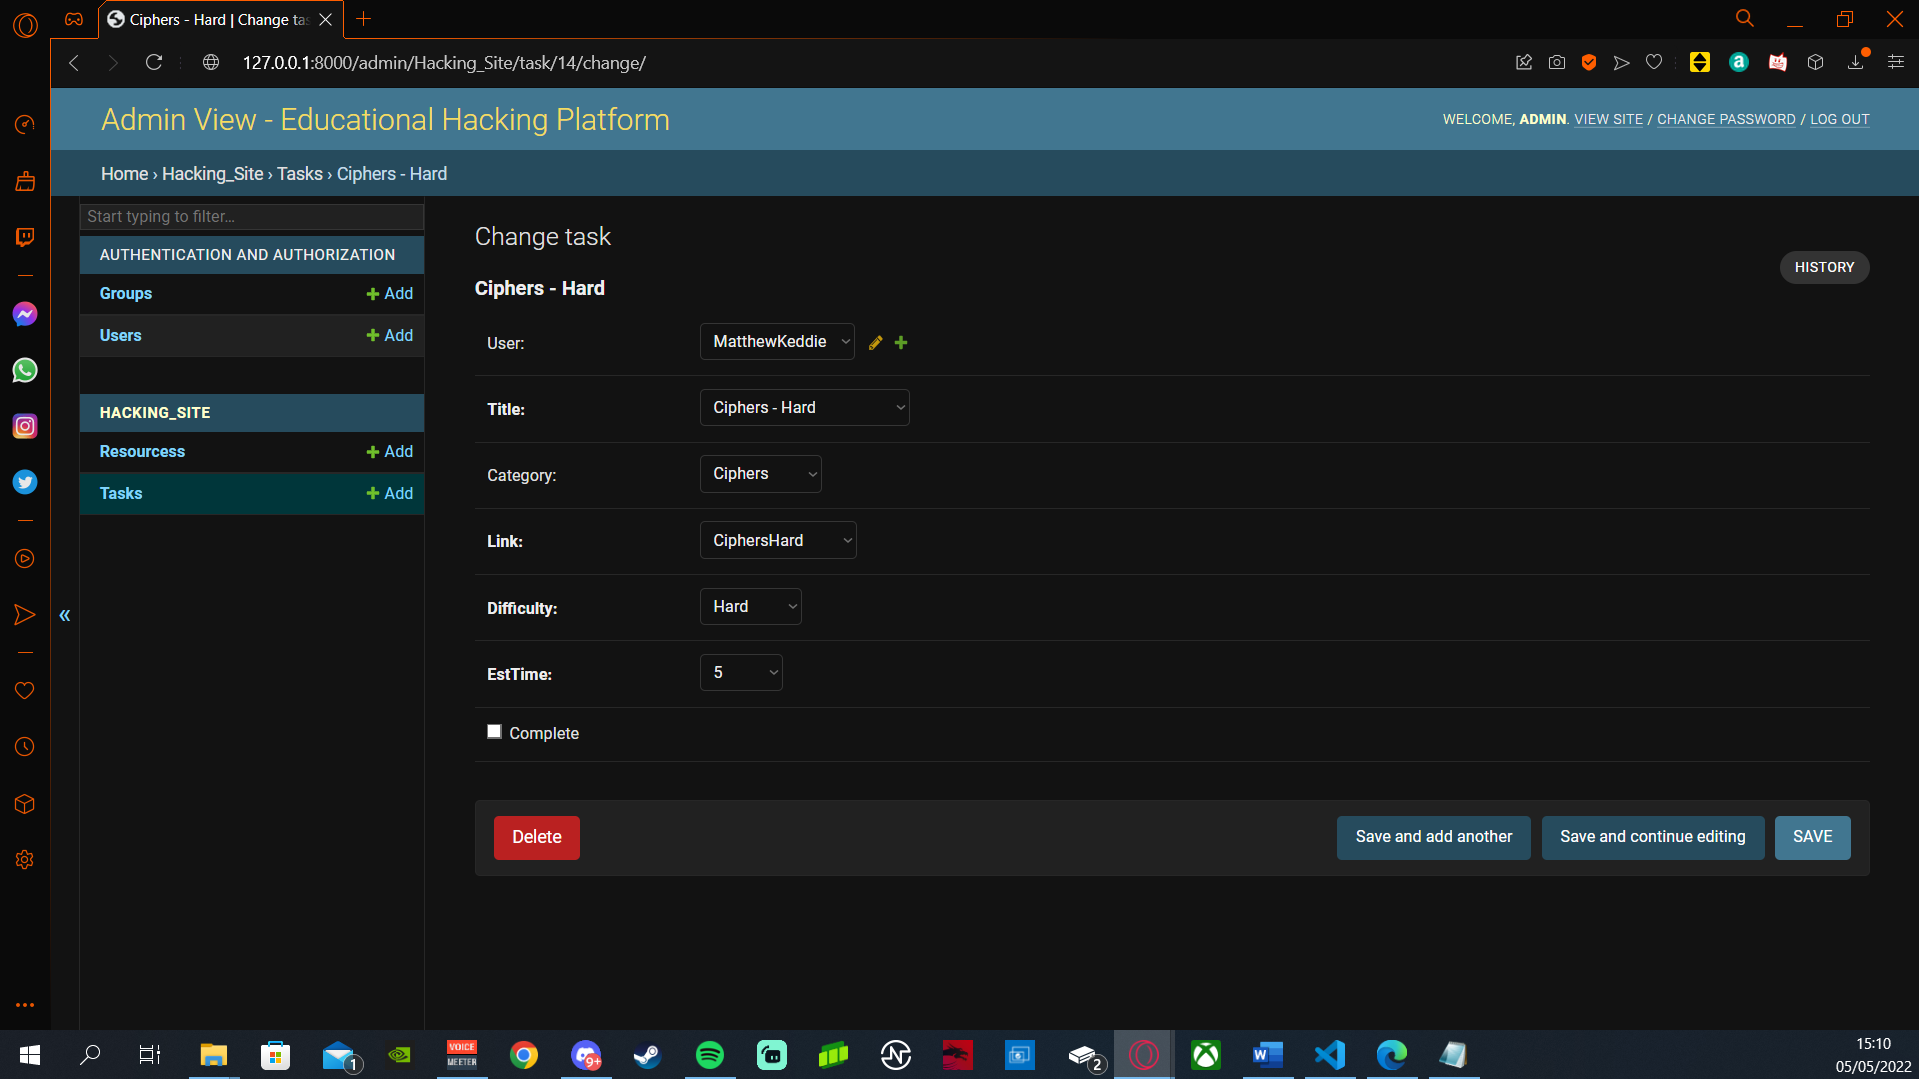 Ciphers - Hard | Change tas
127.0.0.1:8000/admin/Hacking_Site/task/14/change/
Admin View - Educational Hacking Platform
WELCOME, ADMIN. VIEW SITE / CHANGE PASSWORD / LOG OUT
Home › Hacking_Site › Tasks › Ciphers - Hard
Start typing to filter...
AUTHENTICATION AND AUTHORIZATION
Groups + Add
Users + Add
HACKING_SITE
Resourcess + Add
Tasks + Add
«
Change task
HISTORY
Ciphers - Hard
User: MatthewKeddie
Title: Ciphers - Hard
Category: Ciphers
Link: CiphersHard
Difficulty: Hard
EstTime: 5
Complete
Delete
Save and add another
Save and continue editing
SAVE
1
VOICE
MEETER
9+
2
15:10
05/05/2022